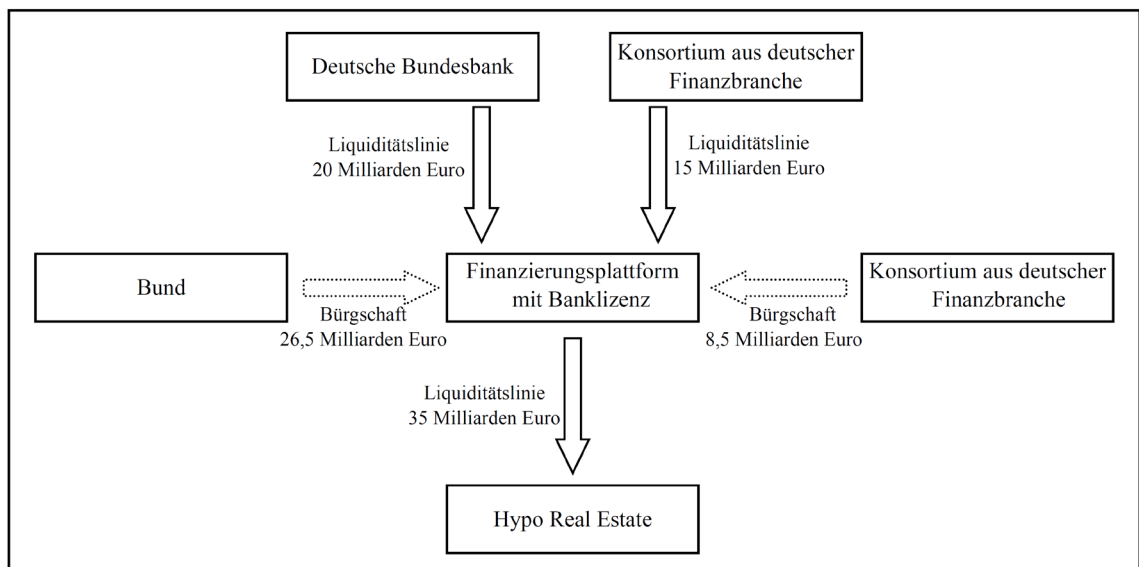 Deutsche Bundesbank
Konsortium aus deutscher
Finanzbranche
Liquiditätslinie
20 Milliarden Euro
Liquiditätslinie
15 Milliarden Euro
Bund
Bürgschaft
26,5 Milliarden Euro
Finanzierungsplattform
mit Banklizenz
Bürgschaft
8,5 Milliarden Euro
Konsortium aus deutscher
Finanzbranche
Liquiditätslinie
35 Milliarden Euro
Hypo Real Estate